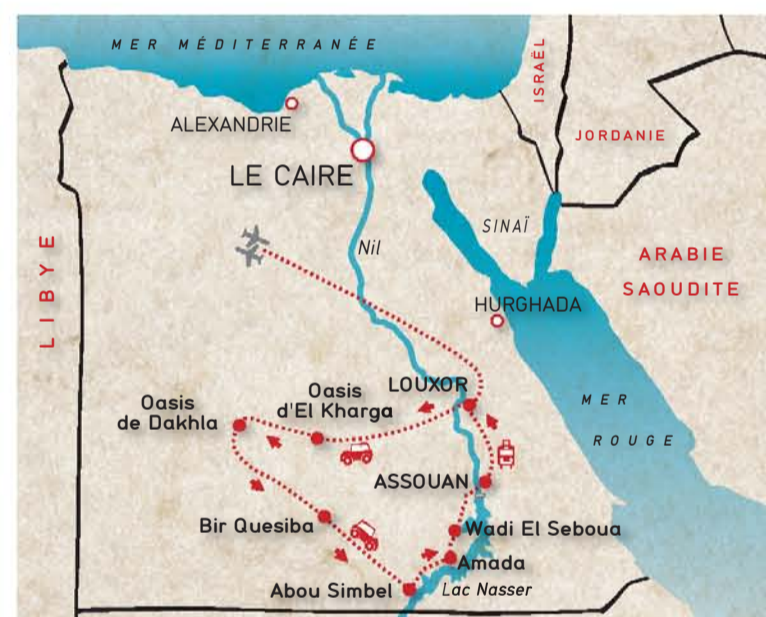 MER MÉDITERRANÉE
ISRAËL
ALEXANDRIE
JORDANIE
LE CAIRE
SINAÏ
Nil
LIBYE
ARABIE
SAOUDITE
HURGHADA
LOUXOR
Oasis
d'El Kharga
Oasis
de Dakhla
MER
ROUGE
ASSOUAN
Bir Quesiba
Wadi El Seboua
Amada
Abou Simbel
Lac Nasser